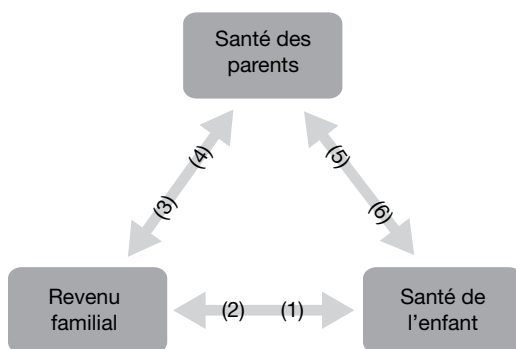 Santé des
parents
(4)
(5)
(3)
(6)
Revenu
familial
(2)
(1)
Santé de
l'enfant